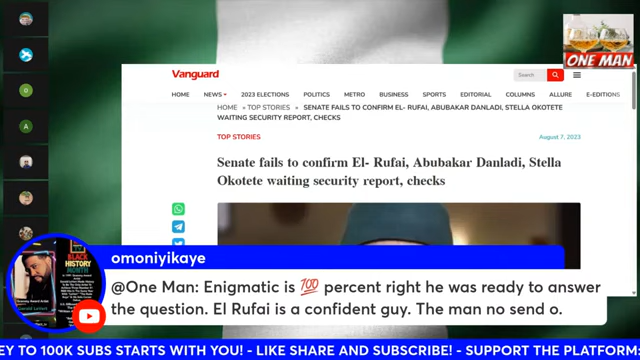 ONE MAN
Vanguard
Search
HOME NEWS 2023 ELECTIONS POLITICS METRO BUSINESS SPORTS EDITORIAL COLUMNS ALLURE E-EDITIONS
HOME TOP STORIES SENATE FAILS TO CONFIRM EL- RUFAI, ABUBAKAR DANLADI, STELLA OKOTETE
WAITING SECURITY REPORT, CHECKS
TOP STORIES
August 7, 2023
Senate fails to confirm El- Rufai, Abubakar Danladi, Stella
Okotete waiting security report, checks
BLACK
HISTORY
MONTH
omoniyikaye
@One Man: Enigmatic is 💯 percent right he was ready to answer
the question. El Rufai is a confident guy. The man no send o.
EY TO 100K SUBS STARTS WITH YOU! - LIKE SHARE AND SUBSCRIBE! - SUPPORT THE PLATFORM